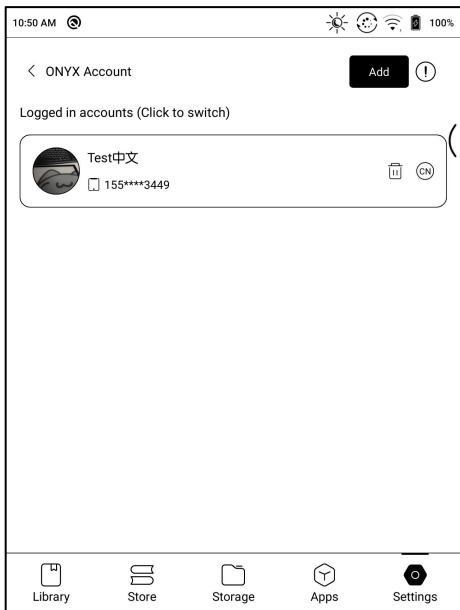 10:50 AM 100%
ONYX Account Add
Logged in accounts (Click to switch)
Test中文
155****3449 CN
Library Store Storage Apps Settings